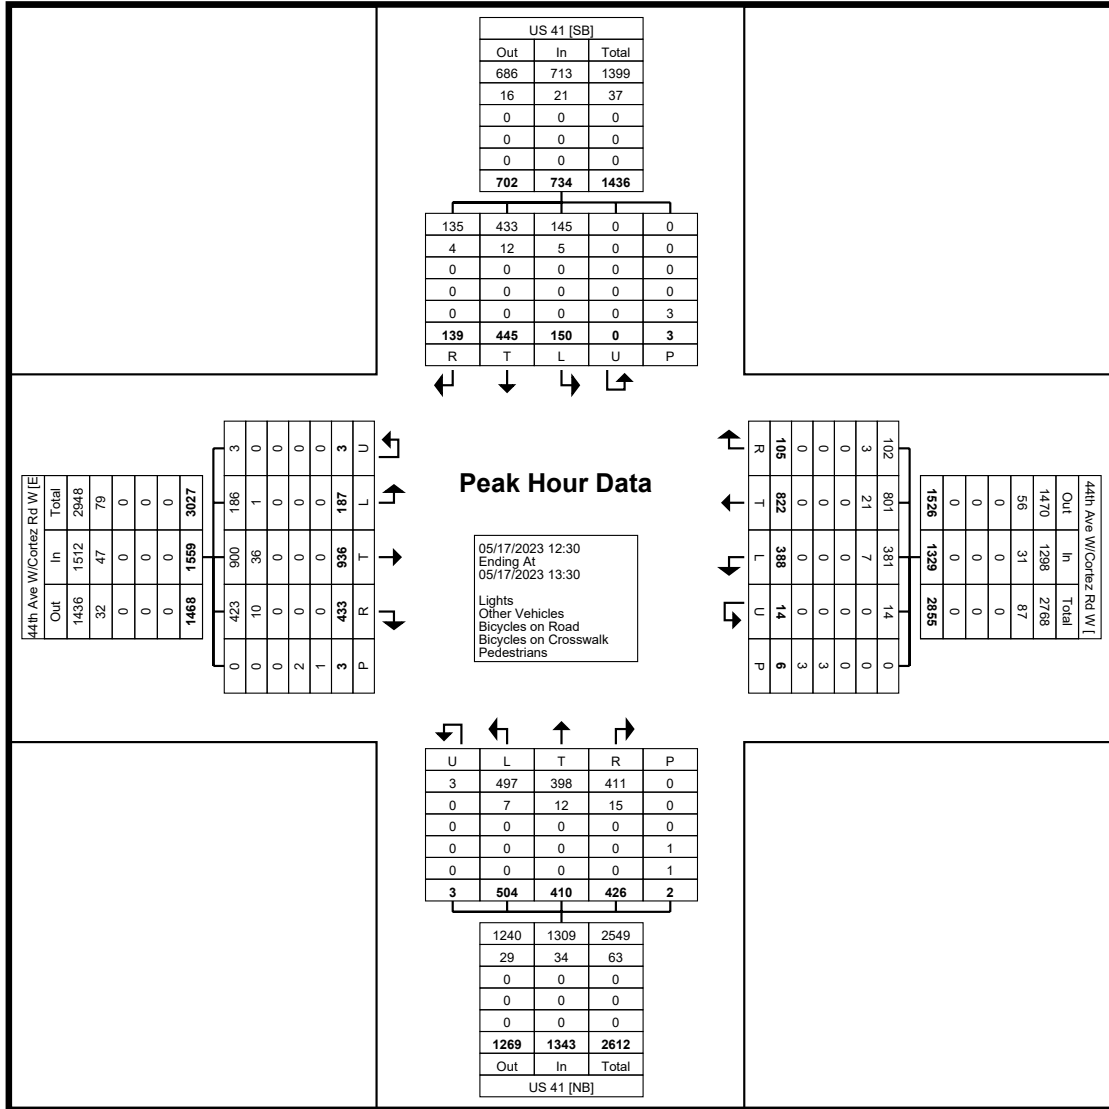 US 41 [SB]
Out In Total
686 713 1399
16 21 37
0 0 0
0 0 0
0 0 0
702 734 1436
135 433 145 0 0
4 12 5 0 0
0 0 0 0 0
0 0 0 0 0
0 0 0 0 3
139 445 150 0 3
R T L U P
44th Ave W/Cortez Rd W [E
Total In Out
2948 1512 1436
79 47 32
0 0 0
0 0 0
0 0 0
3027 1559 1468
3 186 900 423 0
0 1 36 10 0
0 0 0 0 0
0 0 0 0 2
0 0 0 0 1
3 187 936 433 3
U L T R P
Peak Hour Data
05/17/2023 12:30
Ending At
05/17/2023 13:30
Lights
Other Vehicles
Bicycles on Road
Bicycles on Crosswalk
Pedestrians
44th Ave W/Cortez Rd W [
Out In Total
1470 1298 2768
56 31 87
0 0 0
0 0 0
0 0 0
1526 1329 2855
102 801 381 14 0
3 21 7 0 0
0 0 0 0 0
0 0 0 0 3
0 0 0 0 3
105 822 388 14 6
R T L U P
U L T R P
3 497 398 411 0
0 7 12 15 0
0 0 0 0 0
0 0 0 0 1
0 0 0 0 1
3 504 410 426 2
1240 1309 2549
29 34 63
0 0 0
0 0 0
0 0 0
1269 1343 2612
Out In Total
US 41 [NB]